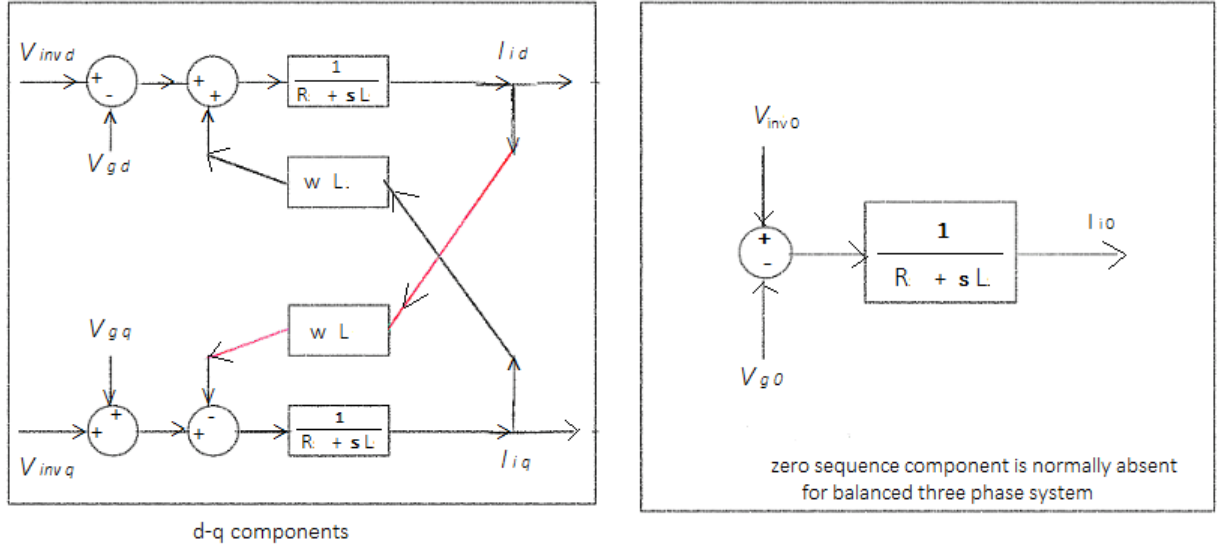 V inv d
+
-
V g d
+
+
1
R + s L
I i d
w L.
w L
V g q
+
+
V inv q
-
+
1
R + s L
I i q
d-q components
V inv 0
+
-
V g 0
1
R + s L
I i 0
zero sequence component is normally absent
for balanced three phase system